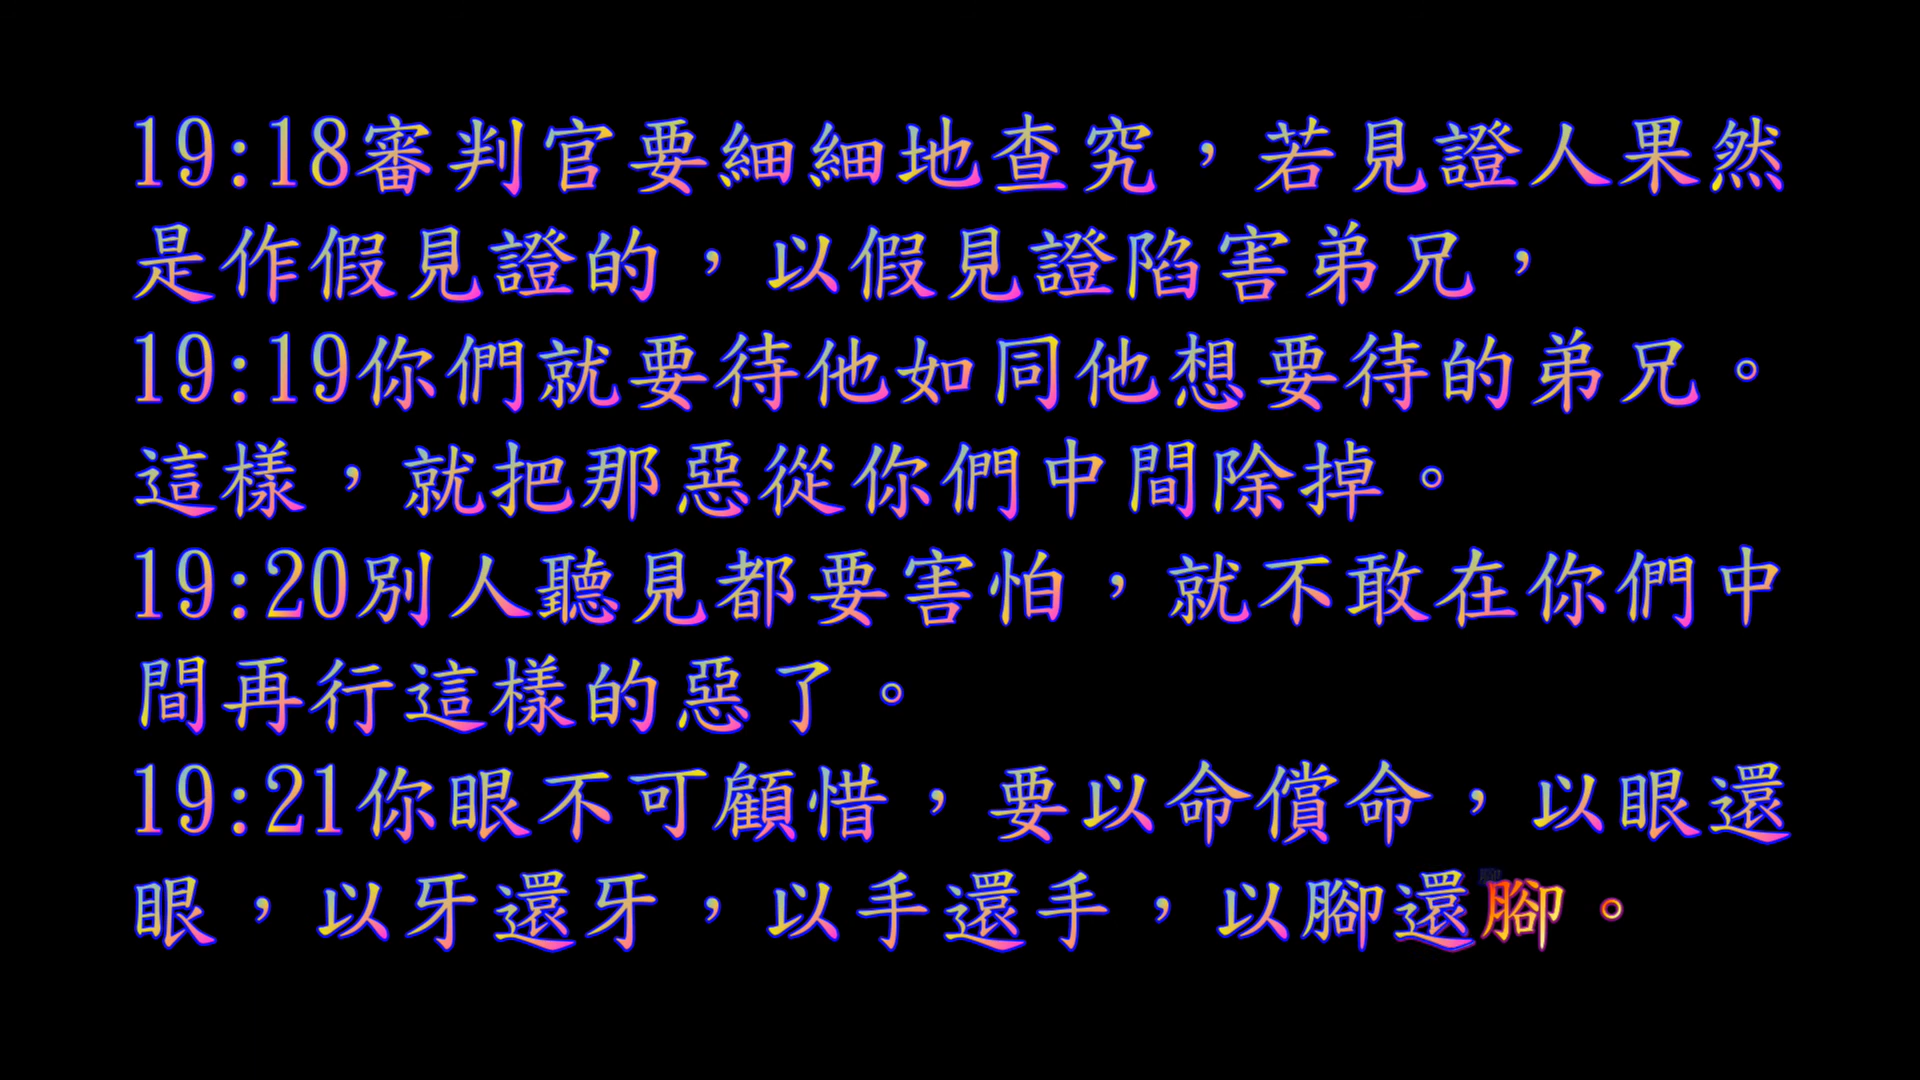 19:18審判官要細細地查究，若見證人果然
是作假見證的，以假見證陷害弟兄，
19:19你們就要待他如同他想要待的弟兄。
這樣，就把那惡從你們中間除掉。
19:20別人聽見都要害怕，就不敢在你們中
間再行這樣的惡了。
19:21你眼不可顧惜，要以命償命，以眼還
眼，以牙還牙，以手還手，以腳還腳。